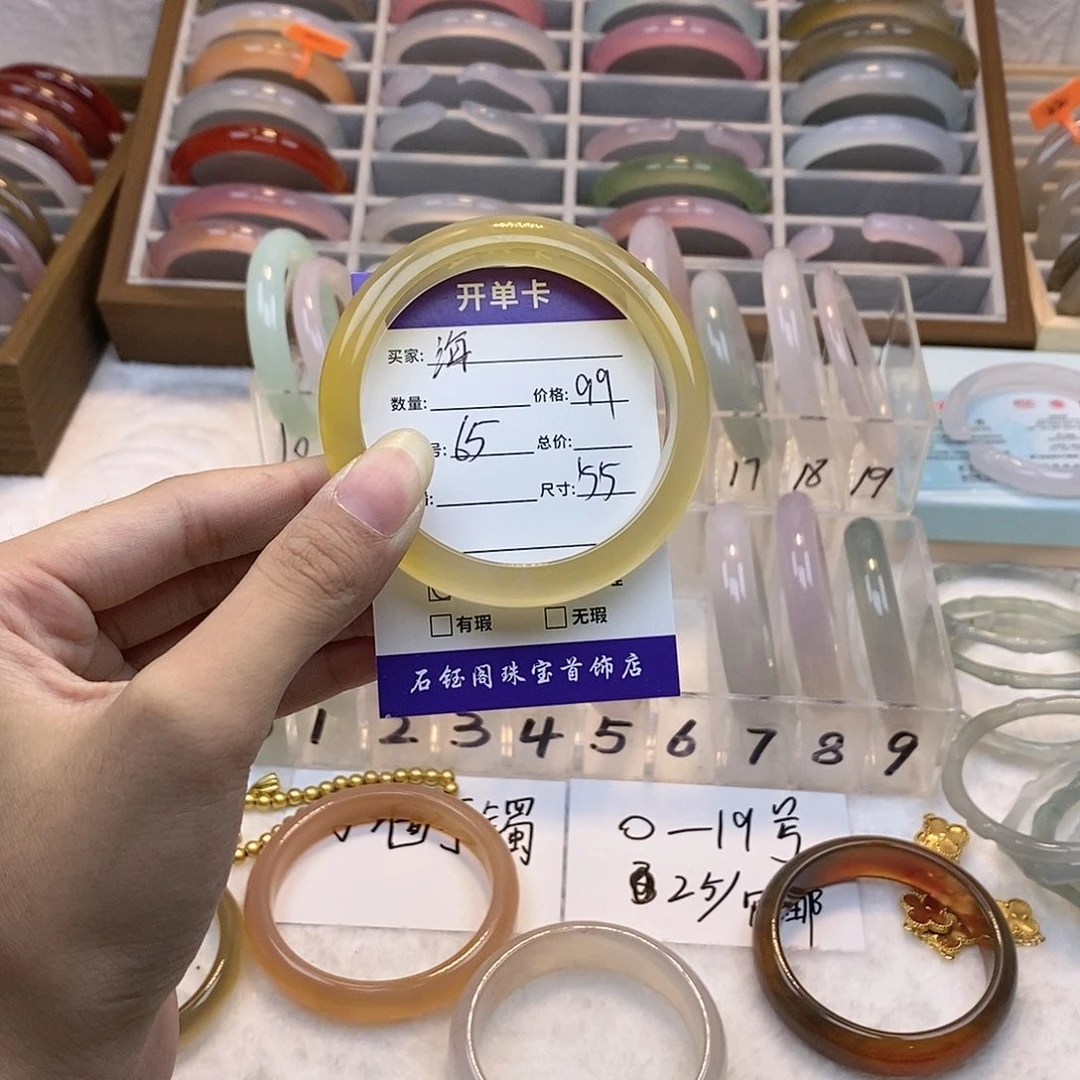 开单卡
买家: 海
数量: 价格: 99
号: 65 总价:
尺寸: 55
有瑕 无瑕
石钰阁珠宝首饰店
10 17 18 19
1 2 3 4 5 6 7 8 9
镯
0—19号
25/